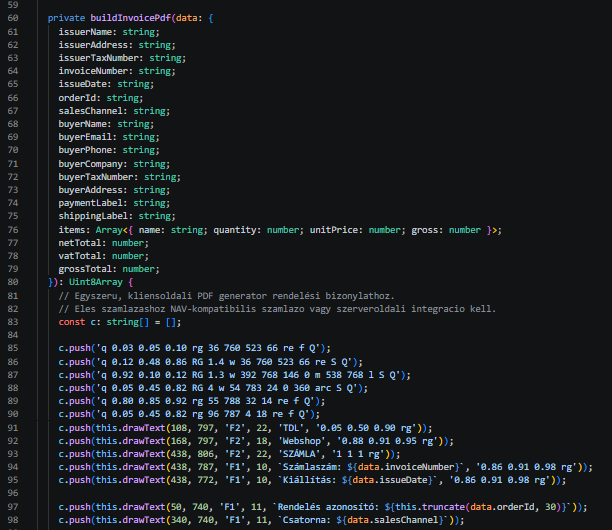 59
60 private buildInvoicePdf(data: {
61 issuerName: string;
62 issuerAddress: string;
63 issuerTaxNumber: string;
64 invoiceNumber: string;
65 issueDate: string;
66 orderId: string;
67 salesChannel: string;
68 buyerName: string;
69 buyerEmail: string;
70 buyerPhone: string;
71 buyerCompany: string;
72 buyerTaxNumber: string;
73 buyerAddress: string;
74 paymentLabel: string;
75 shippingLabel: string;
76 items: Array<{ name: string; quantity: number; unitPrice: number; gross: number }>;
77 netTotal: number;
78 vatTotal: number;
79 grossTotal: number;
80 }): Uint8Array {
81 // Egyszeru, kliensoldali PDF generator rendelési bizonylathoz.
82 // Eles szamlazashoz NAV-kompatibilis szamlazo vagy szerveroldali integracio kell.
83 const c: string[] = [];
84
85 c.push('q 0.03 0.05 0.10 rg 36 760 523 66 re f Q');
86 c.push('q 0.12 0.48 0.86 RG 1.4 w 36 760 523 66 re S Q');
87 c.push('q 0.92 0.10 0.12 RG 1.3 w 392 768 146 0 m 538 768 l S Q');
88 c.push('q 0.05 0.45 0.82 RG 4 w 54 783 24 0 360 arc S Q');
89 c.push('q 0.80 0.85 0.92 rg 55 788 32 14 re f Q');
90 c.push('q 0.05 0.45 0.82 rg 96 787 4 18 re f Q');
91 c.push(this.drawText(108, 797, 'F2', 22, 'TDL', '0.05 0.50 0.90 rg'));
92 c.push(this.drawText(168, 797, 'F2', 18, 'Webshop', '0.88 0.91 0.95 rg'));
93 c.push(this.drawText(438, 806, 'F2', 22, 'SZÁMLA', '1 1 1 rg'));
94 c.push(this.drawText(438, 787, 'F1', 10, `Számlaszám: ${data.invoiceNumber}`, '0.86 0.91 0.98 rg'));
95 c.push(this.drawText(438, 772, 'F1', 10, `Kiállítás: ${data.issueDate}`, '0.86 0.91 0.98 rg'));
96
97 c.push(this.drawText(50, 740, 'F1', 11, `Rendelés azonosító: ${this.truncate(data.orderId, 30)}`));
98 c.push(this.drawText(340, 740, 'F1', 11, `Csatorna: ${data.salesChannel}`));